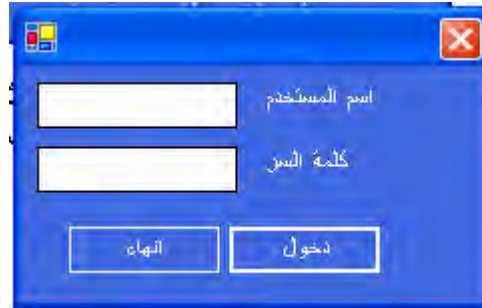 اسم المستخدم
كلمة السر
دخول انهاء